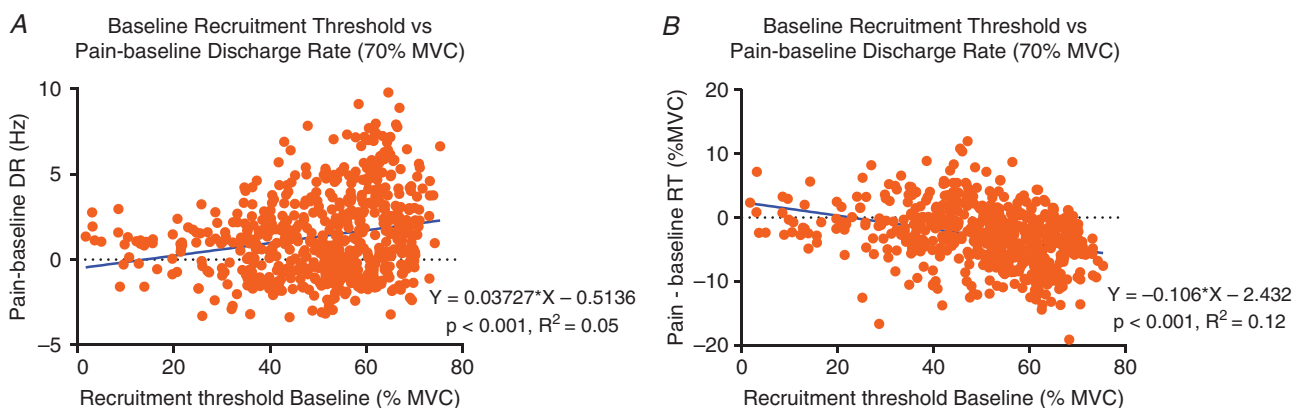 A
Baseline Recruitment Threshold vs
Pain-baseline Discharge Rate (70% MVC)
Pain-baseline DR (Hz)
10
5
0
–5
Y = 0.03727*X – 0.5136
p < 0.001, R² = 0.05
0 20 40 60 80
Recruitment threshold Baseline (% MVC)
B
Baseline Recruitment Threshold vs
Pain-baseline Discharge Rate (70% MVC)
Pain - baseline RT (%MVC)
20
10
0
–10
–20
Y = –0.106*X – 2.432
p < 0.001, R² = 0.12
0 20 40 60 80
Recruitment threshold Baseline (% MVC)